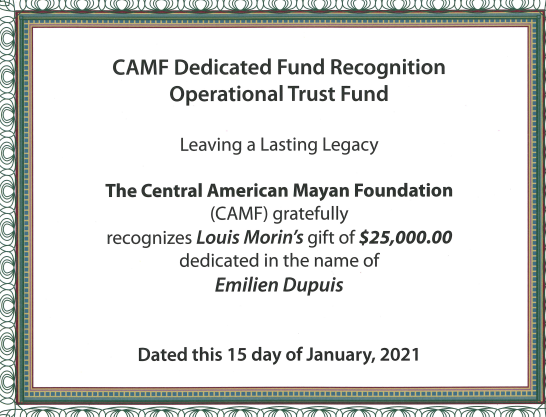 CAMF Dedicated Fund Recognition
Operational Trust Fund
Leaving a Lasting Legacy
The Central American Mayan Foundation
(CAMF) gratefully
recognizes Louis Morin's gift of $25,000.00
dedicated in the name of
Emilien Dupuis
Dated this 15 day of January, 2021